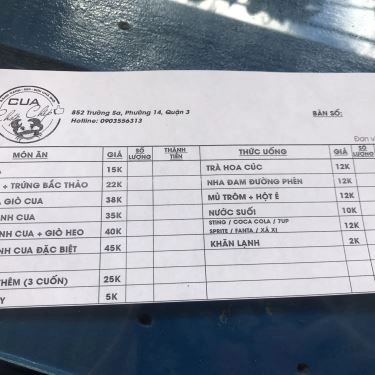 CUA
852 Trường Sa, Phường 14, Quận 3
Hotline: 0903556313
BÀN SỐ:
Đơn v
MÓN ĂN GIÁ SỐ LƯỢNG THÀNH TIỀN THỨC UỐNG GIÁ SỐ LƯỢNG
15K TRÀ HOA CÚC 12K
+ TRỨNG BẮC THẢO 22K NHA ĐAM ĐƯỜNG PHÈN 12K
GIÒ CUA 38K MỦ TRÔM + HỘT É 12K
NH CUA 35K NƯỚC SUỐI 10K
NH CUA + GIÒ HEO 40K STING / COCA COLA / 7UP
SPRITE / FANTA / XÁ XỊ 12K
NH CUA ĐẶC BIỆT 45K KHĂN LẠNH 2K
THÊM (3 CUỐN) 25K
Y 5K